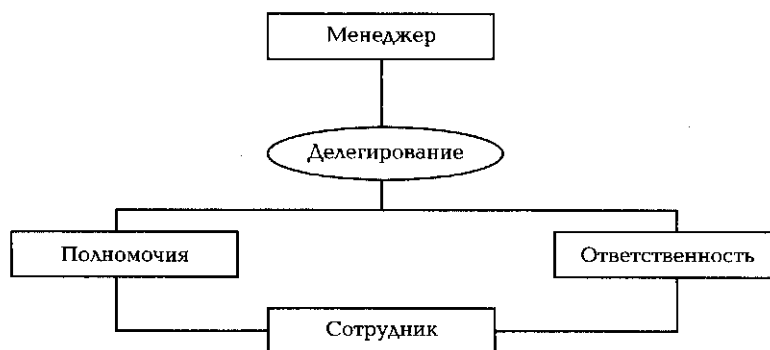 Менеджер
Делегирование
Полномочия
Ответственность
Сотрудник